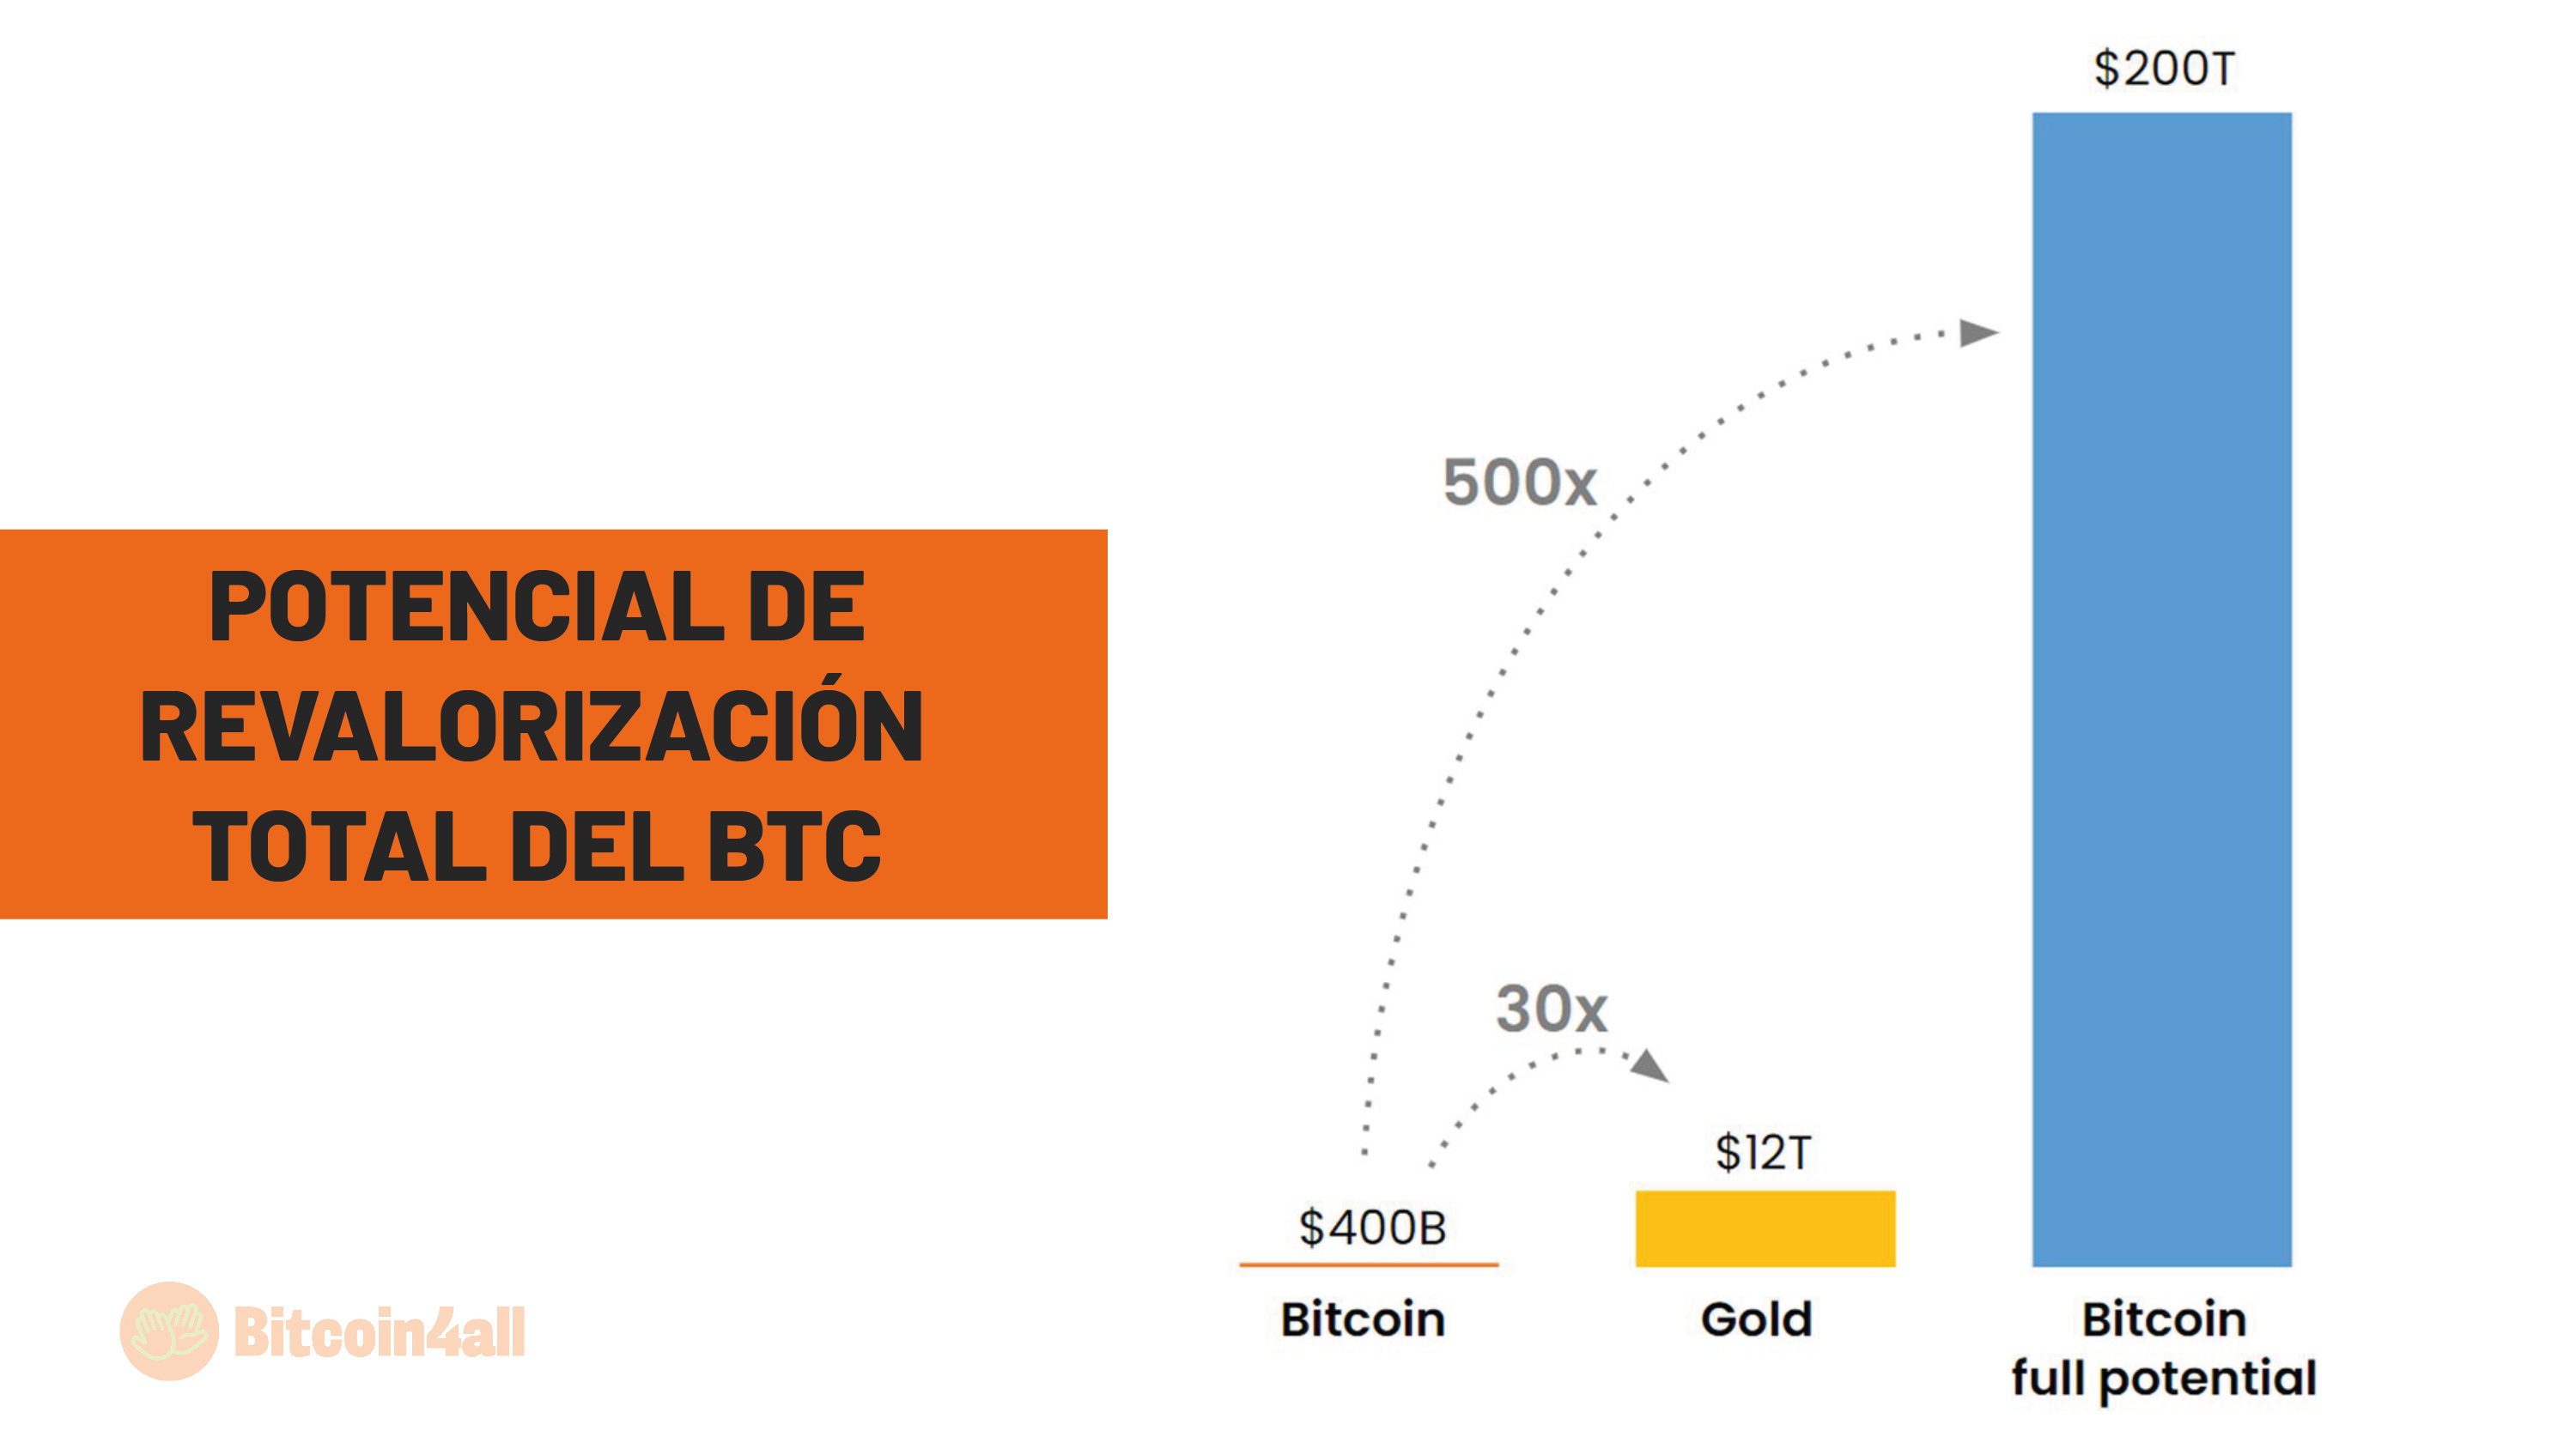 POTENCIAL DE
REVALORIZACIÓN
TOTAL DEL BTC
Bitcoin4all
$200T
500x
30x
$12T
$400B
Bitcoin
Gold
Bitcoin
full potential